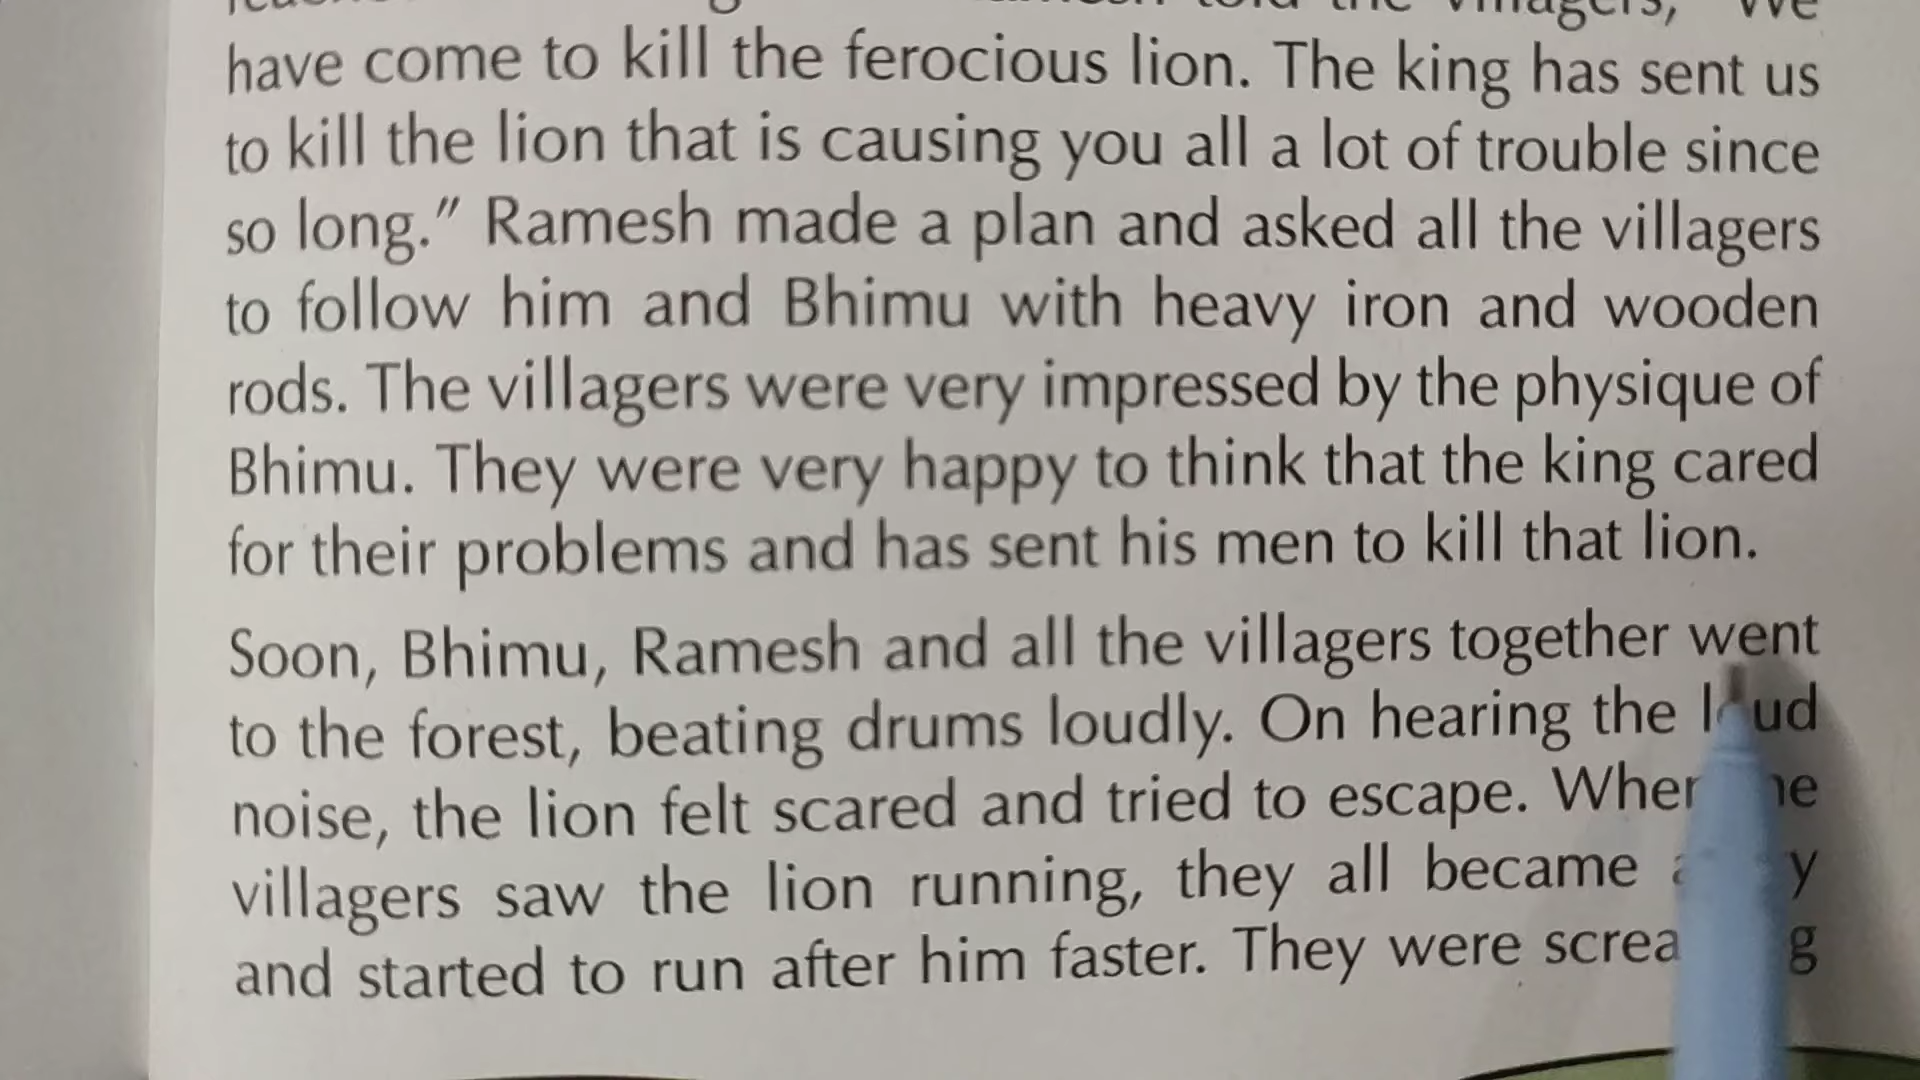 told the villagers, "We
have come to kill the ferocious lion. The king has sent us
to kill the lion that is causing you all a lot of trouble since
so long." Ramesh made a plan and asked all the villagers
to follow him and Bhimu with heavy iron and wooden
rods. The villagers were very impressed by the physique of
Bhimu. They were very happy to think that the king cared
for their problems and has sent his men to kill that lion.
Soon, Bhimu, Ramesh and all the villagers together went
to the forest, beating drums loudly. On hearing the loud
noise, the lion felt scared and tried to escape. When
villagers saw the lion running, they all became
and started to run after him faster. They were